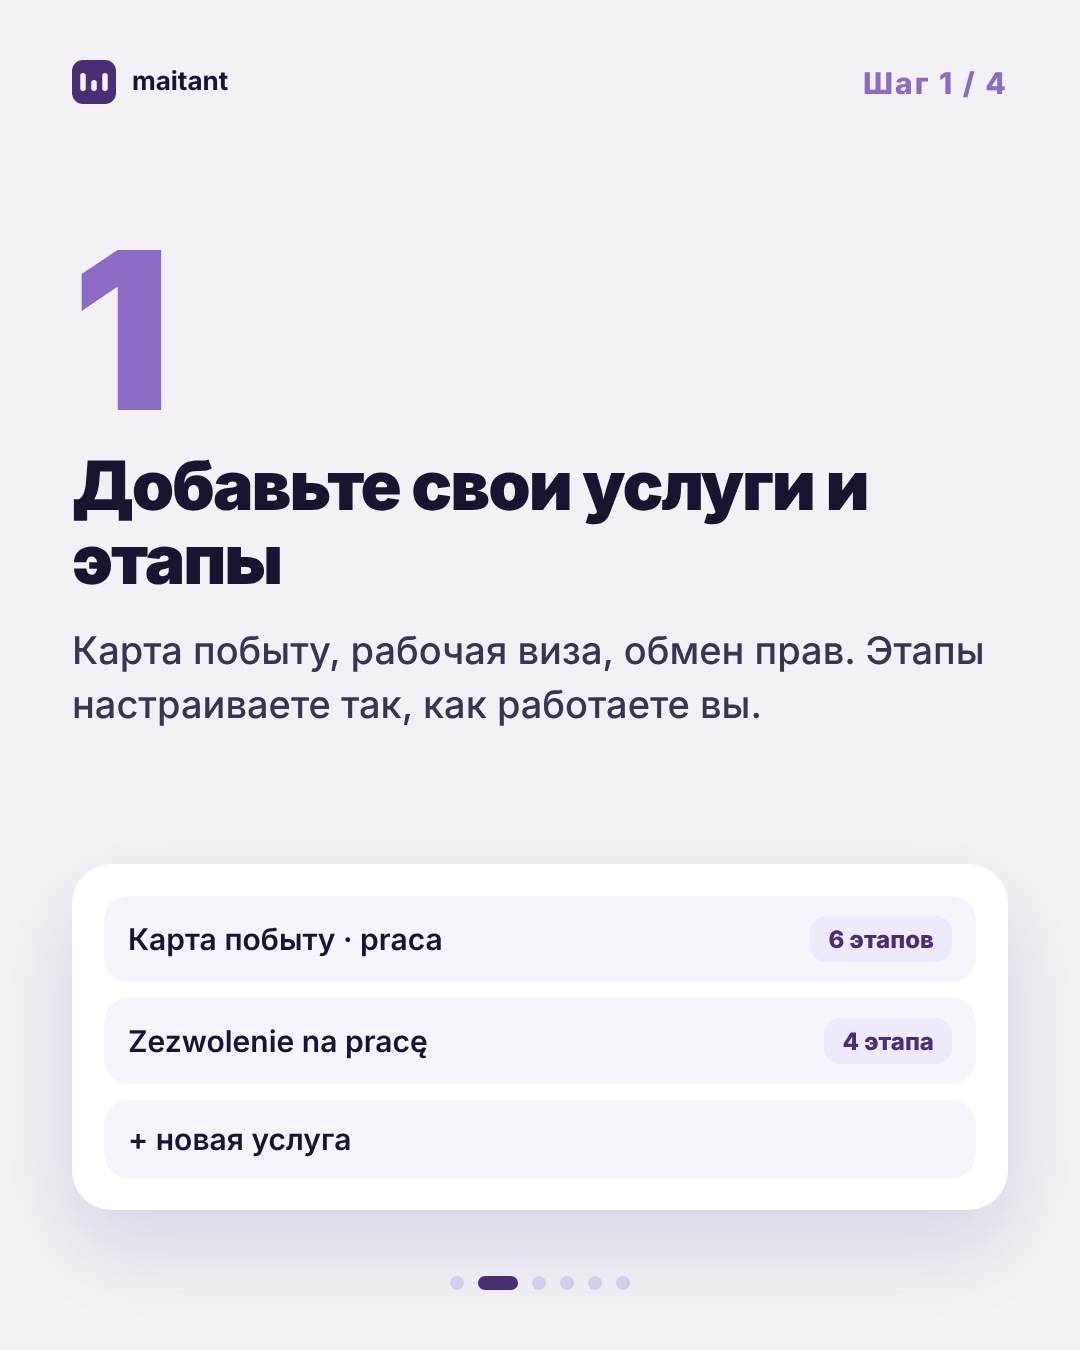 maitant
Шаг 1 / 4
1
Добавьте свои услуги и
этапы
Карта побыту, рабочая виза, обмен прав. Этапы
настраиваете так, как работаете вы.
Карта побыту · praca
6 этапов
Zezwolenie na pracę
4 этапа
+ новая услуга